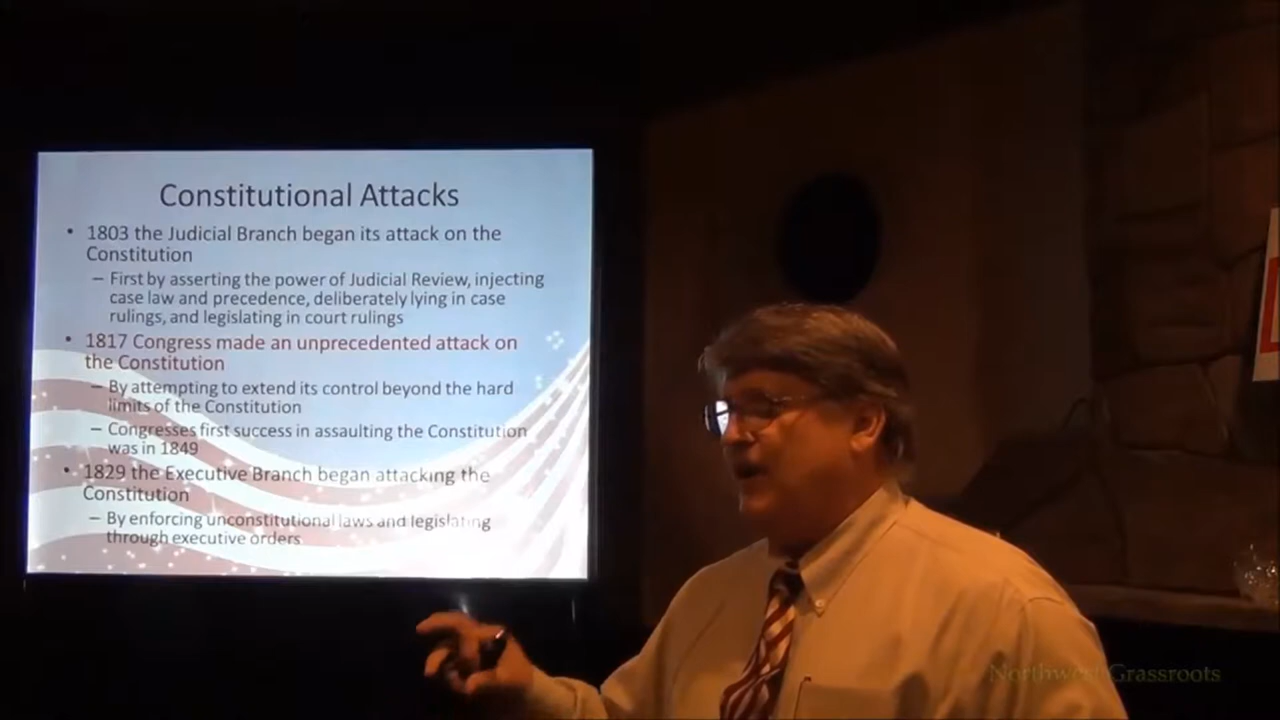 Constitutional Attacks
• 1803 the Judicial Branch began its attack on the
Constitution
– First by asserting the power of Judicial Review, injecting
case law and precedence, deliberately lying in case
rulings, and legislating in court rulings
• 1817 Congress made an unprecedented attack on
the Constitution
– By attempting to extend its control beyond the hard
limits of the Constitution
– Congresses first success in assaulting the Constitution
was in 1849
• 1829 the Executive Branch began attacking the
Constitution
– By enforcing unconstitutional laws and legislating
through executive orders
Northwest Grassroots